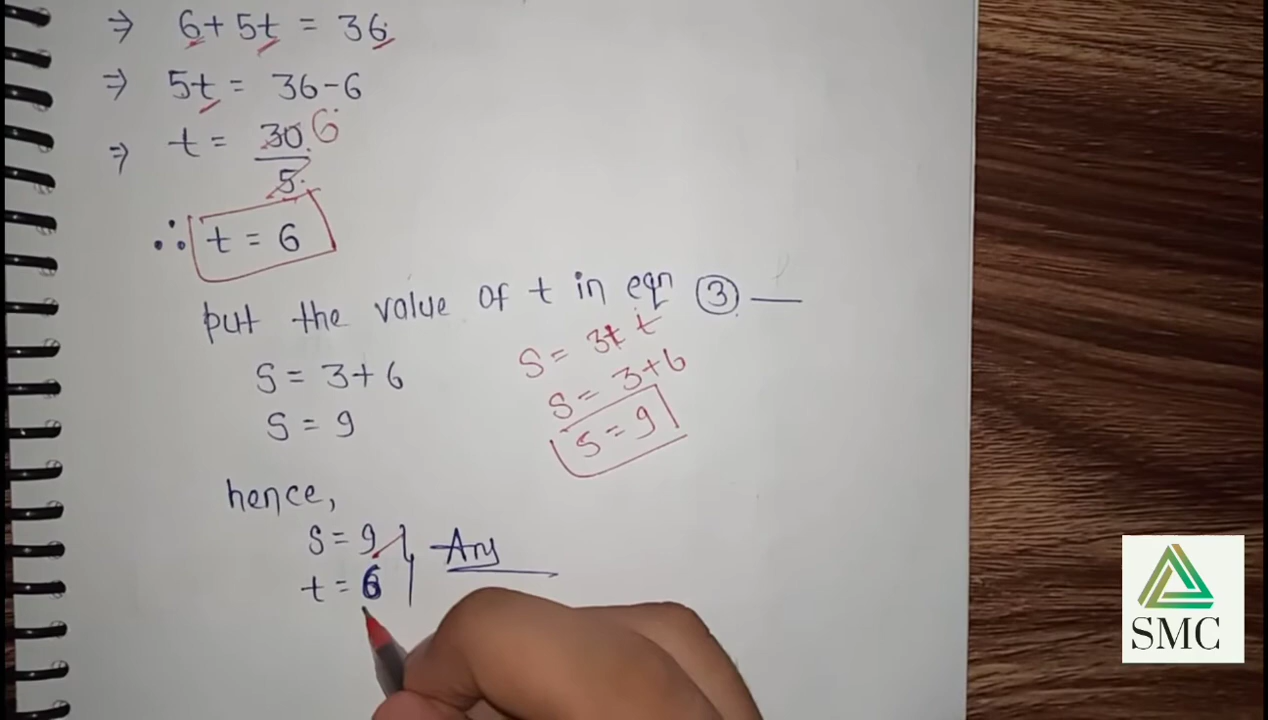 ⇒ 6 + 5t = 36
⇒ 5t = 36 - 6
⇒ t = 30/5 6
∴ t = 6
put the value of t in eqn ③ —
S = 3 + 6
S = 9
S = 3+ t
S = 3+6
S = 9
hence,
S = 9
t = 6
Ans
SMC